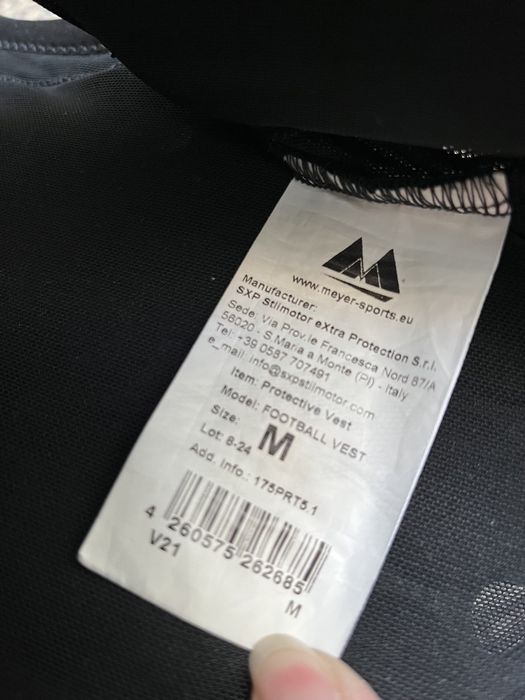 M
www.meyer-sports.eu
Manufacturer:
SXP Stilmotor eXtra Protection S.r.l.
Sede: Via Prov.le Francesca Nord 87/A
56020 - S.Maria a Monte (PI) - Italy
Tel: +39 0587 707491
e_mail info@sxpstilmotor.com
Item: Protective Vest
Model: FOOTBALL VEST
Size: M
Lot: 8-24
Add. Info.: 175PRT5.1
4 260575 262685
V21 M